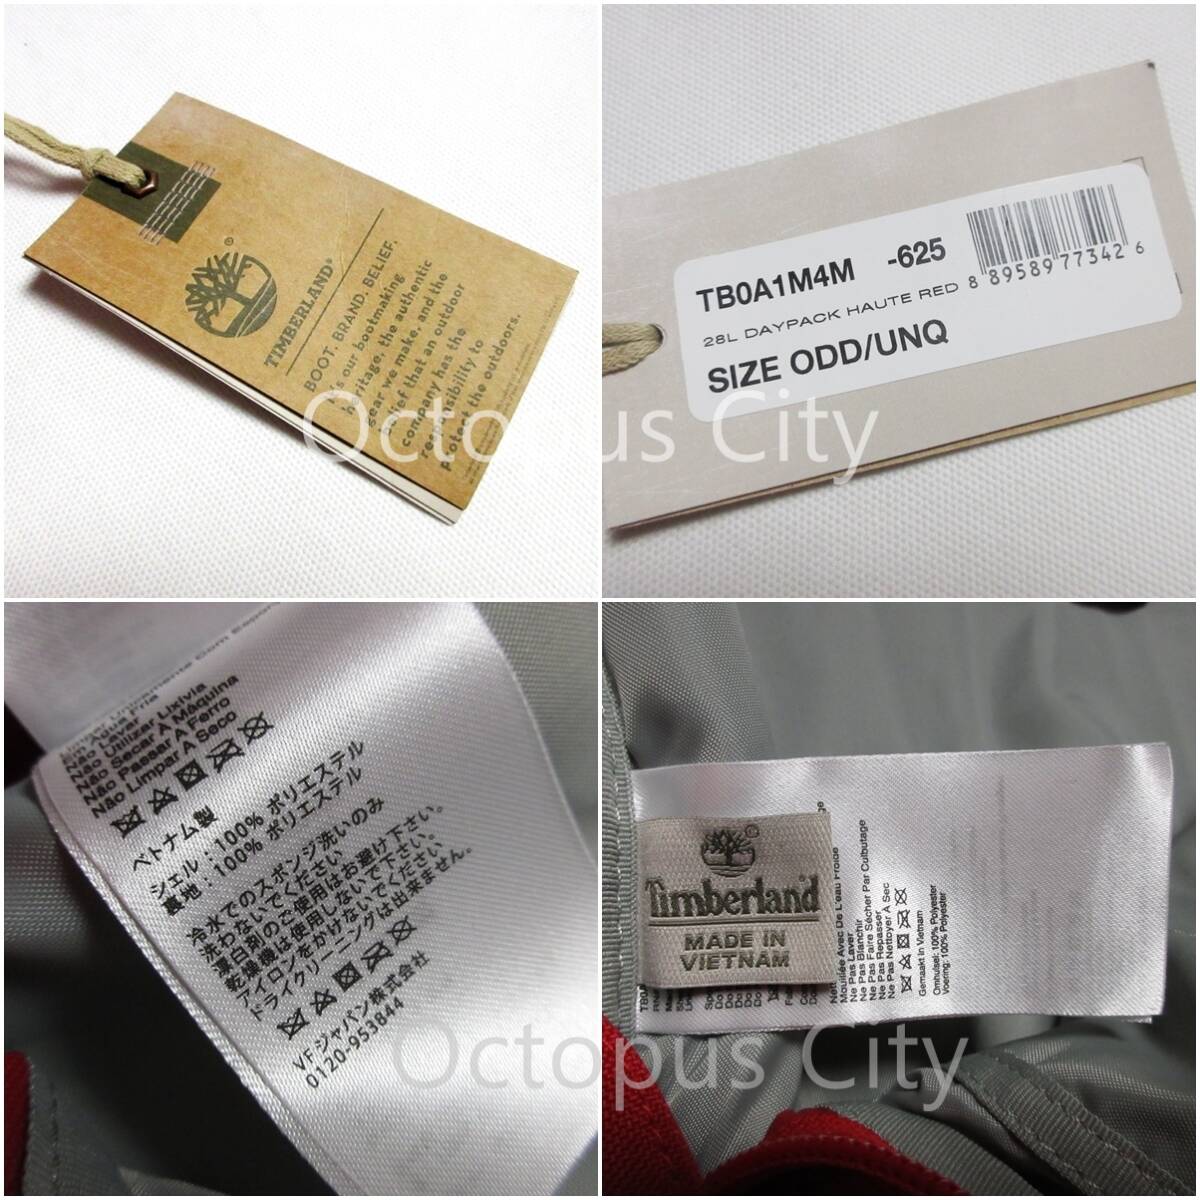 TIMBERLAND®
BOOT. BRAND. BELIEF.
our bootmaking
heritage, the authentic
gear we make, and the
belief that an outdoor
company has the
responsibility to
protect the outdoors.
TB0A1M4M -625
28L DAYPACK HAUTE RED
SIZE ODD/UNQ
8 89589 77342 6
Octopus City
Com
Não Lavar
Não Utilizar Lixívia
Não Secar À Máquina
Não Passar A Ferro
Não Limpar A Seco
ベトナム製
シェル:100% ポリエステル
裏地:100% ポリエステル
冷水でのスポンジ洗いのみ
洗わないでください
漂白剤のご使用はお避け下さい。
乾燥機は使用しないで下さい。
アイロンをかけないでください。
ドライクリーニングは出来ません。
VF-ジャパン株式会社
0120-953844
Timberland®
MADE IN
VIETNAM
Mouillée Avec De L'eau Froide
Ne Pas Laver
Ne Pas Blanchir
Ne Pas Faire Sécher Par Culbutage
Ne Pas Repasser
Ne Pas Nettoyer À Sec
Gemaakt in Vietnam
Omhulsel: 100% Polyester
Voering: 100% Polyester
Octopus City